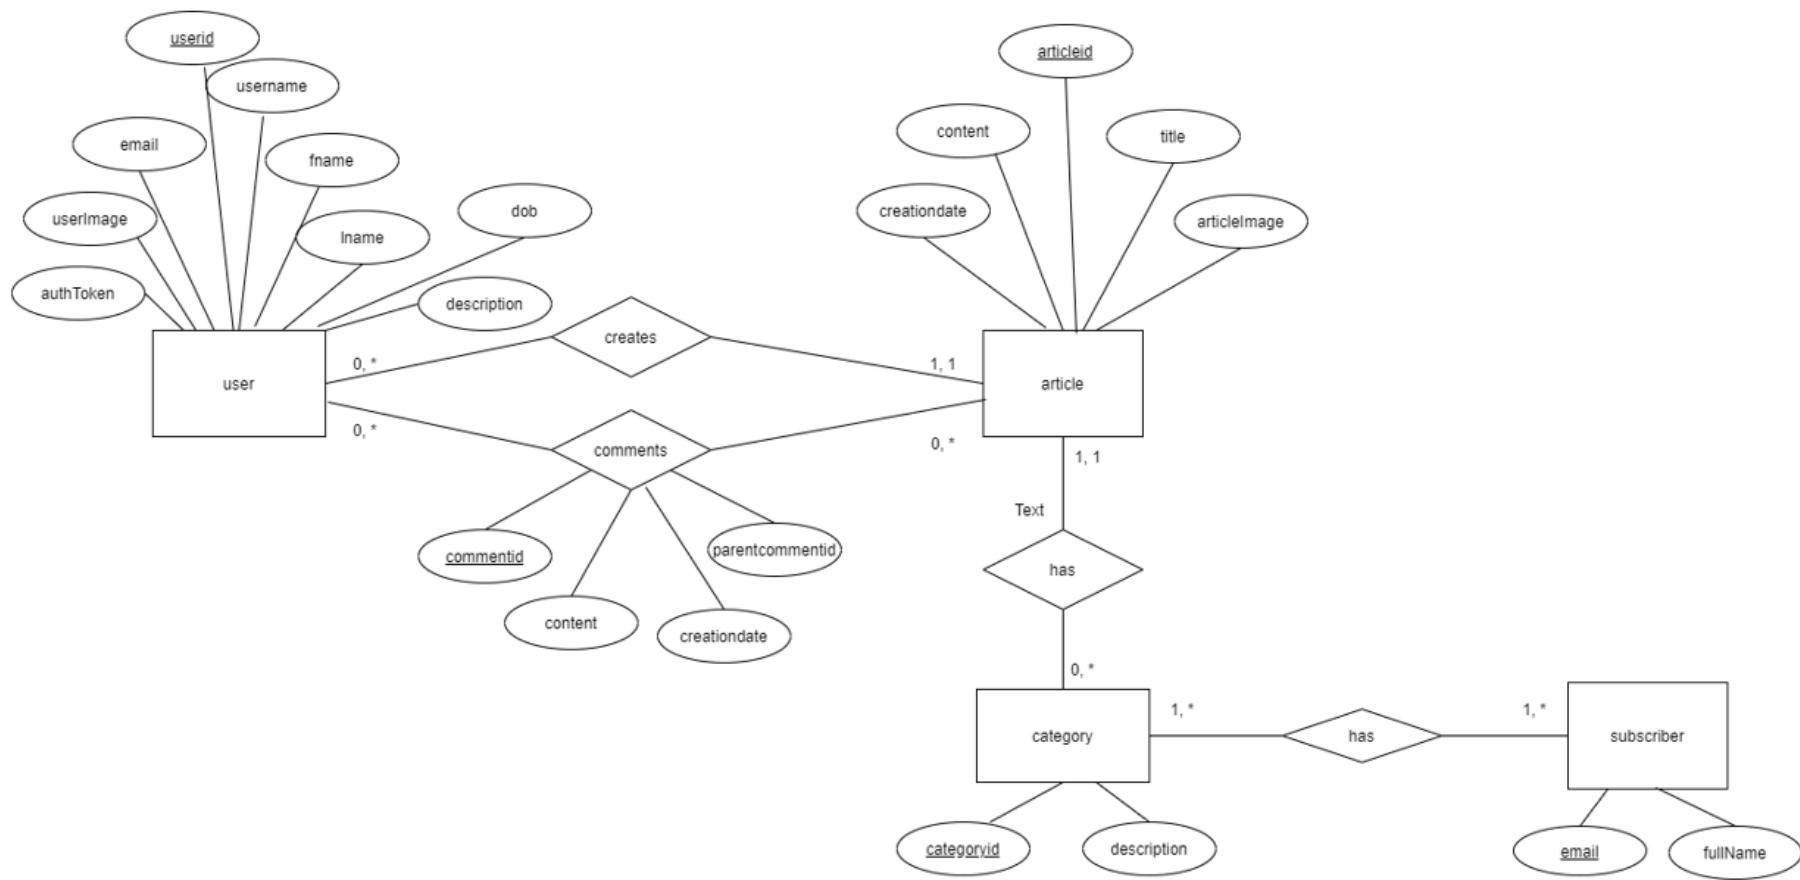 userid
username
email
fname
userImage
lname
dob
authToken
description
user
0, *
creates
1, 1
articleid
content
title
creationdate
articleImage
article
0, *
comments
0, *
commentid
content
creationdate
parentcommentid
1, 1
Text
has
0, *
category
1, *
has
1, *
subscriber
categoryid
description
email
fullName